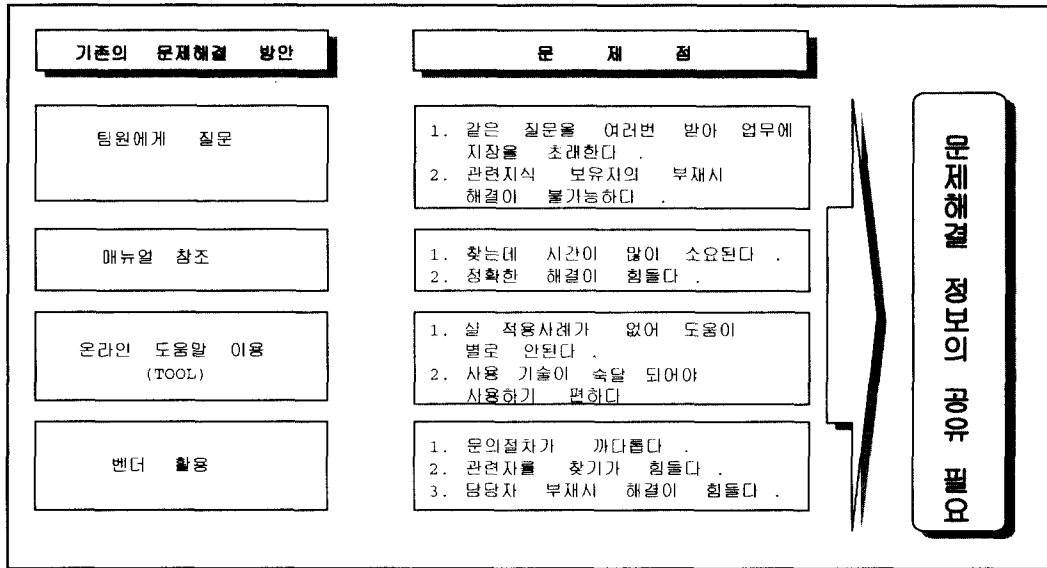 기존의 문제해결 방안
문 제 점
팀원에게 질문
1. 같은 질문을 여러번 받아 업무에
지장을 초래한다 .
2. 관련지식 보유자의 부재시
해결이 불가능하다 .
매뉴얼 참조
1. 찾는데 시간이 많이 소요된다 .
2. 정확한 해결이 힘들다 .
온라인 도움말 이용
(TOOL)
1. 실 적용사례가 없어 도움이
별로 안된다 .
2. 사용 기술이 숙달 되어야
사용하기 편하다
벤더 활용
1. 문의절차가 까다롭다 .
2. 관련자를 찾기가 힘들다 .
3. 담당자 부재시 해결이 힘들다 .
문제해결 정보의 공유 필요